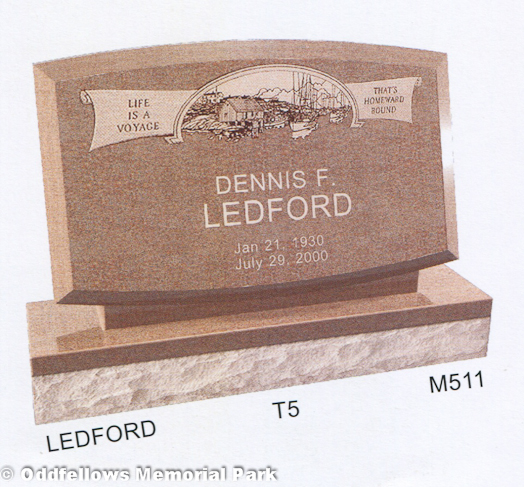 LIFE
IS A
VOYAGE
THAT'S
HOMEWARD
BOUND
DENNIS F.
LEDFORD
Jan 21, 1930
July 29, 2000
LEDFORD
T5
M511
© Oddfellows Memorial Park